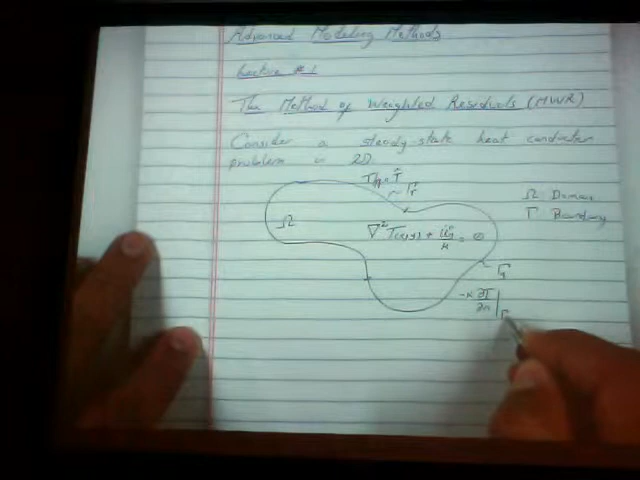 Advanced Modeling Methods
Lecture #1
The Method of Weighted Residuals (MWR)
Consider a steady-state heat conduction
problem in 2D
T|Γ = T̂
Γ
Ω Domain
Ω
∇² T(x,y) + = 0
Γ Boundary
Γ
-k ∂T/∂n |Γ